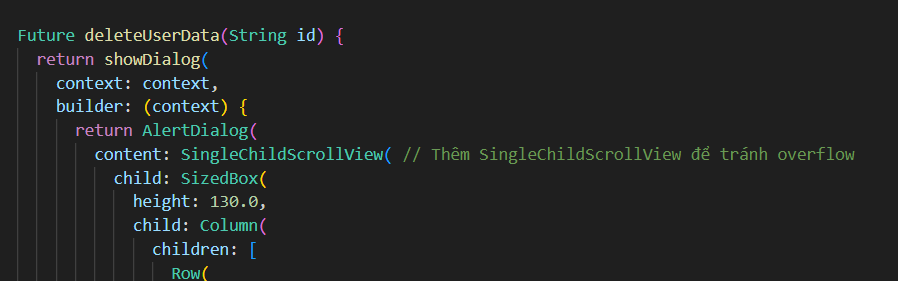 Future deleteUserData(String id) {
return showDialog(
context: context,
builder: (context) {
return AlertDialog(
content: SingleChildScrollView( // Thêm SingleChildScrollView để tránh overflow
child: SizedBox(
height: 130.0,
child: Column(
children: [
Row(